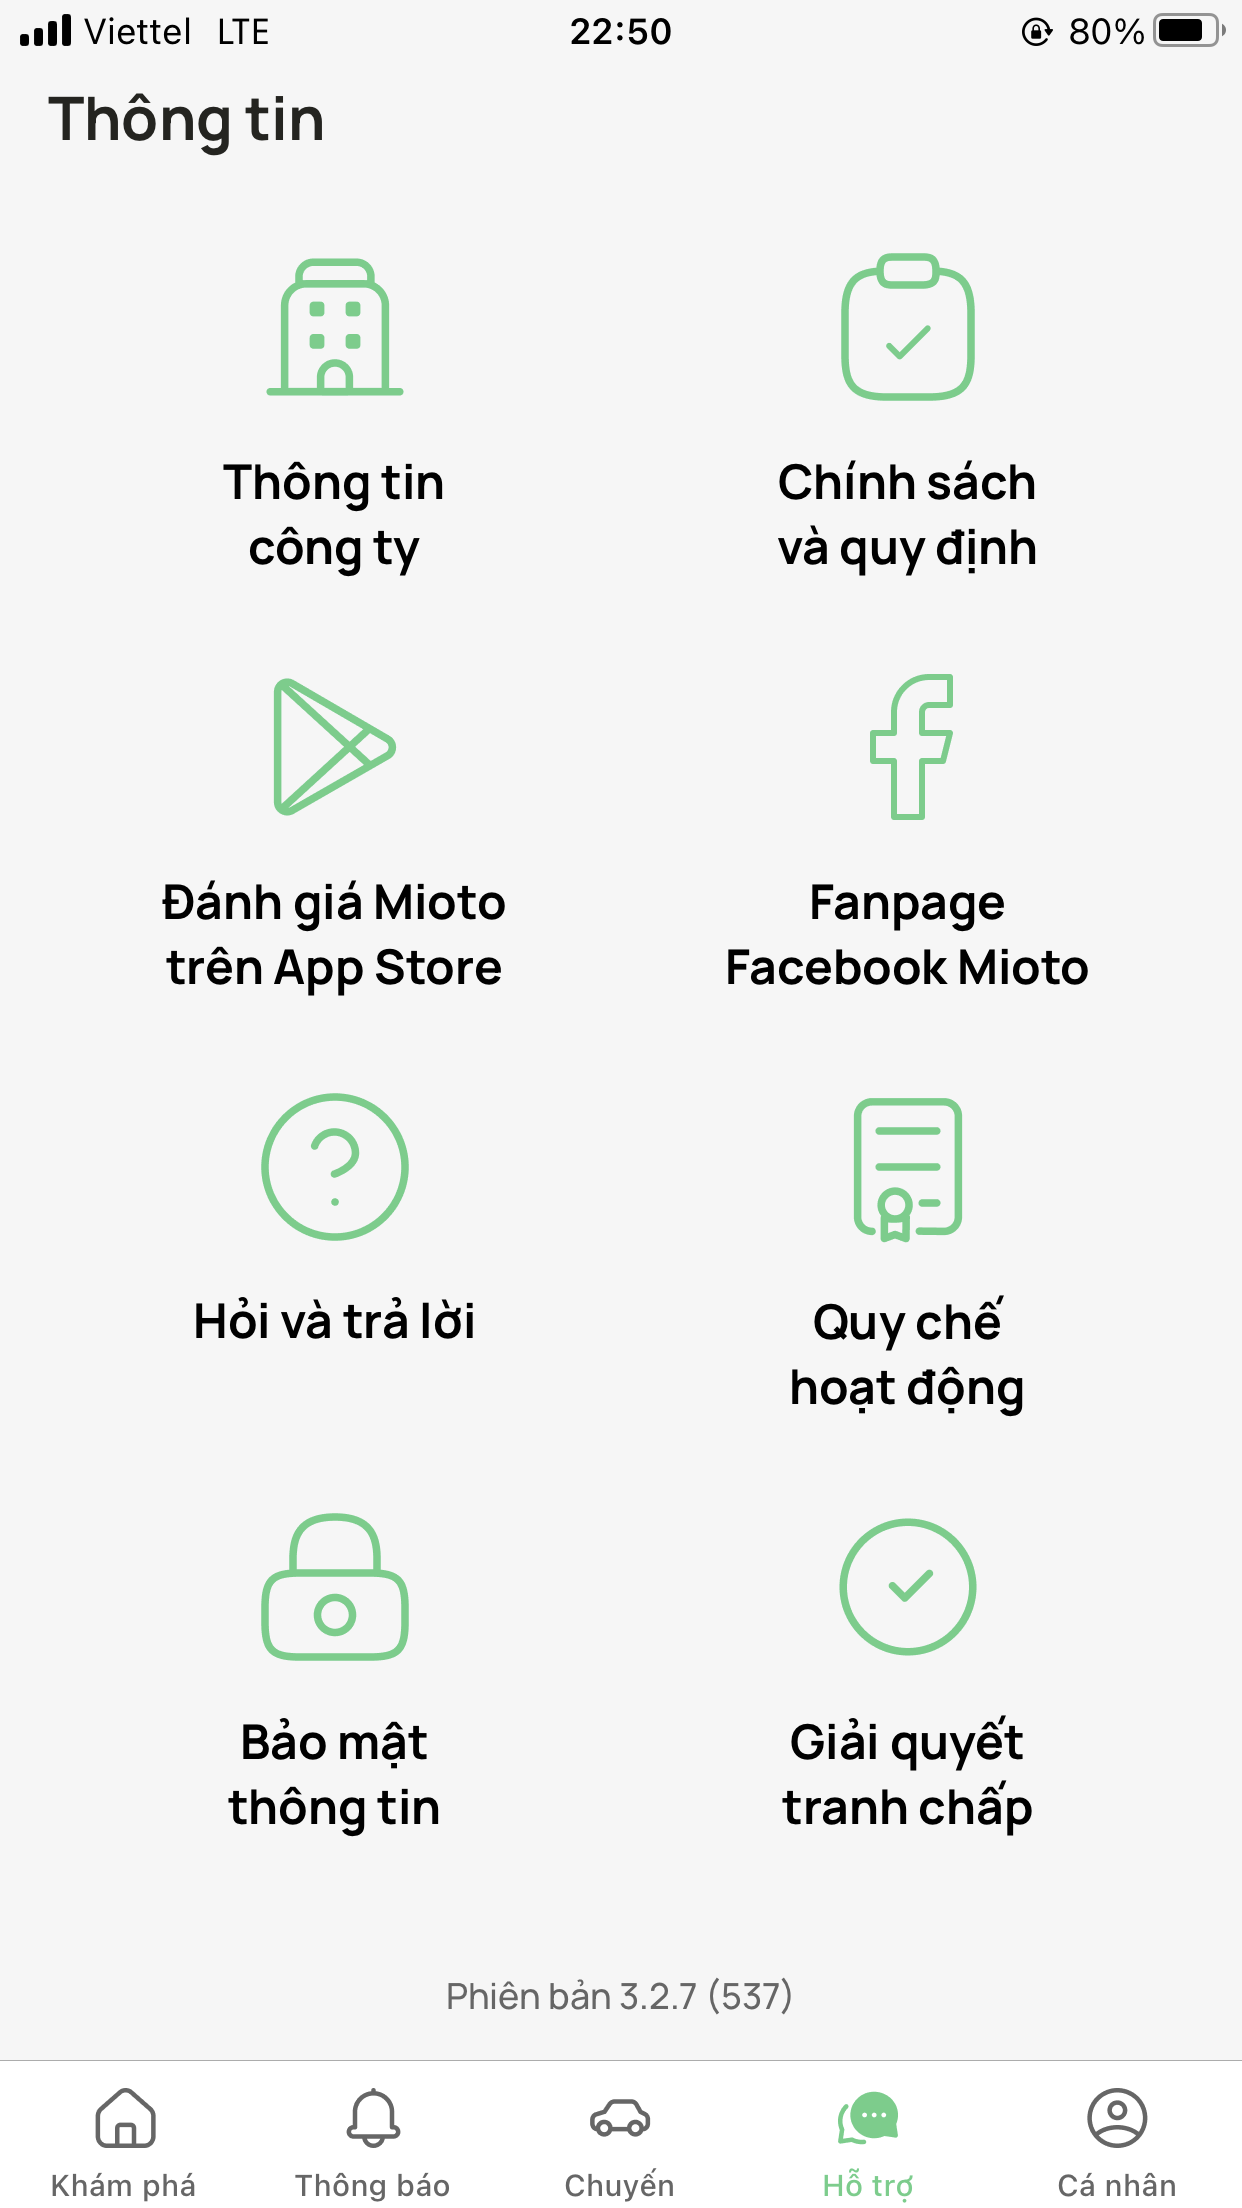 Viettel LTE 22:50 80%
Thông tin
Thông tin
công ty
Chính sách
và quy định
Đánh giá Mioto
trên App Store
Fanpage
Facebook Mioto
Hỏi và trả lời
Quy chế
hoạt động
Bảo mật
thông tin
Giải quyết
tranh chấp
Phiên bản 3.2.7 (537)
Khám phá Thông báo Chuyến Hỗ trợ Cá nhân